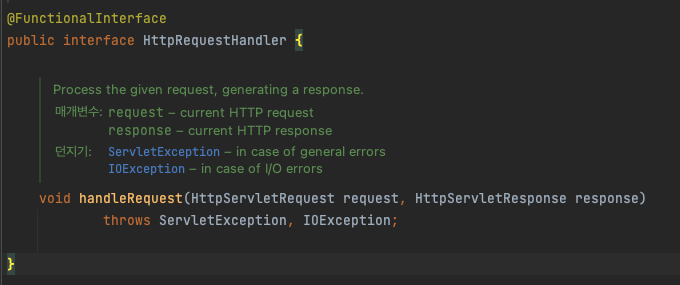 @FunctionalInterface
public interface HttpRequestHandler {
Process the given request, generating a response.
매개변수: request – current HTTP request
response – current HTTP response
던지기: ServletException – in case of general errors
IOException – in case of I/O errors
void handleRequest(HttpServletRequest request, HttpServletResponse response)
throws ServletException, IOException;
}